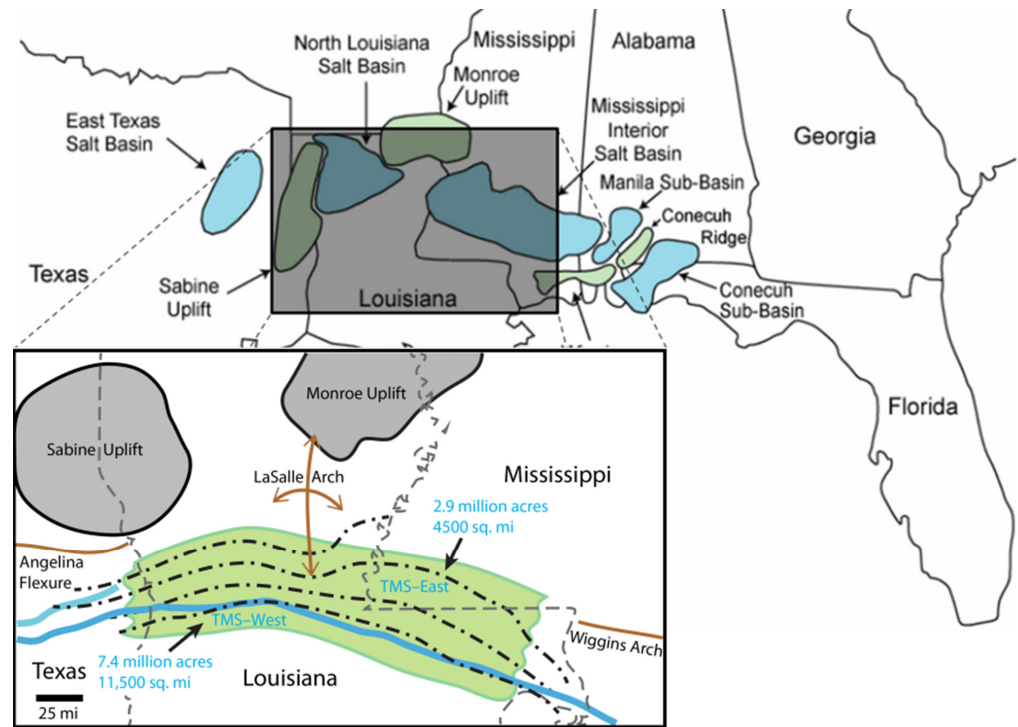 North Louisiana
Salt Basin
Mississippi
Alabama
Monroe
Uplift
East Texas
Salt Basin
Mississippi
Interior
Salt Basin
Georgia
Manila Sub-Basin
Conecuh
Ridge
Texas
Sabine
Uplift
Louisiana
Conecuh
Sub-Basin
Florida
Monroe Uplift
Sabine Uplift
LaSalle Arch
Mississippi
2.9 million acres
4500 sq. mi
Angelina
Flexure
TMS–East
TMS–West
Wiggins Arch
7.4 million acres
11,500 sq. mi
Texas
Louisiana
25 mi